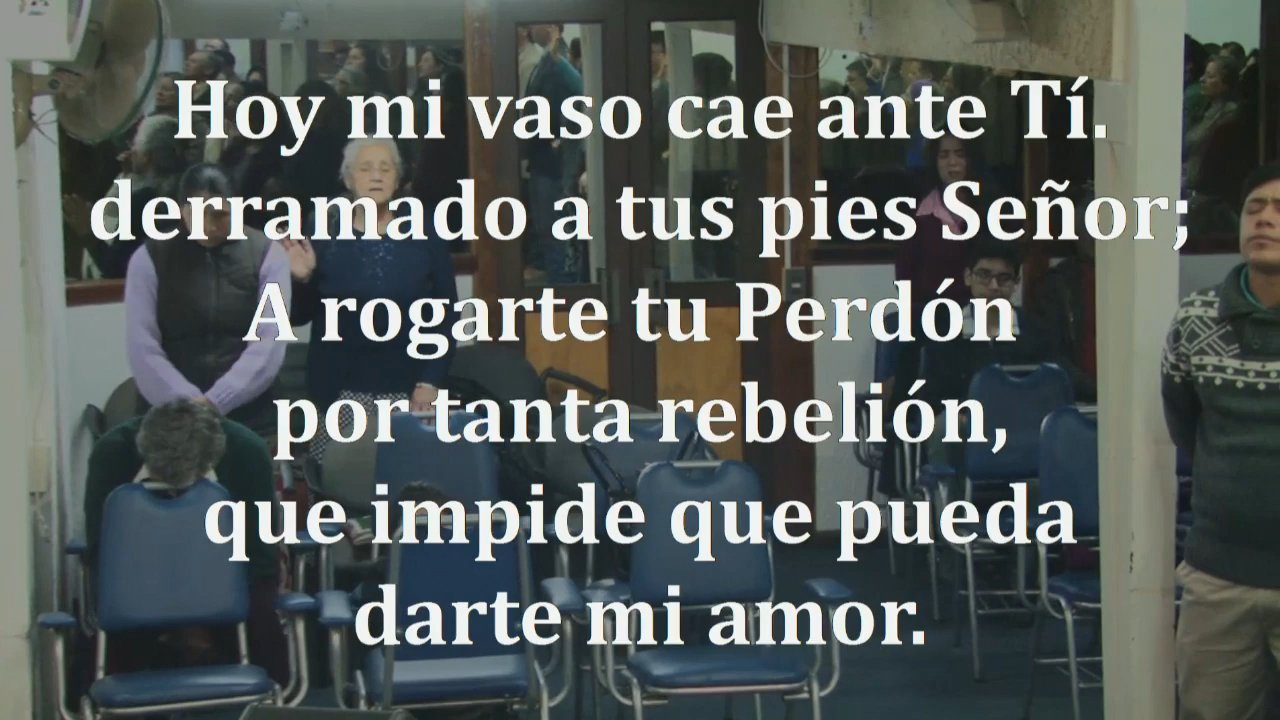 Hoy mi vaso cae ante Tí.
derramado a tus pies Señor;
A rogarte tu Perdón
por tanta rebelión,
que impide que pueda
darte mi amor.